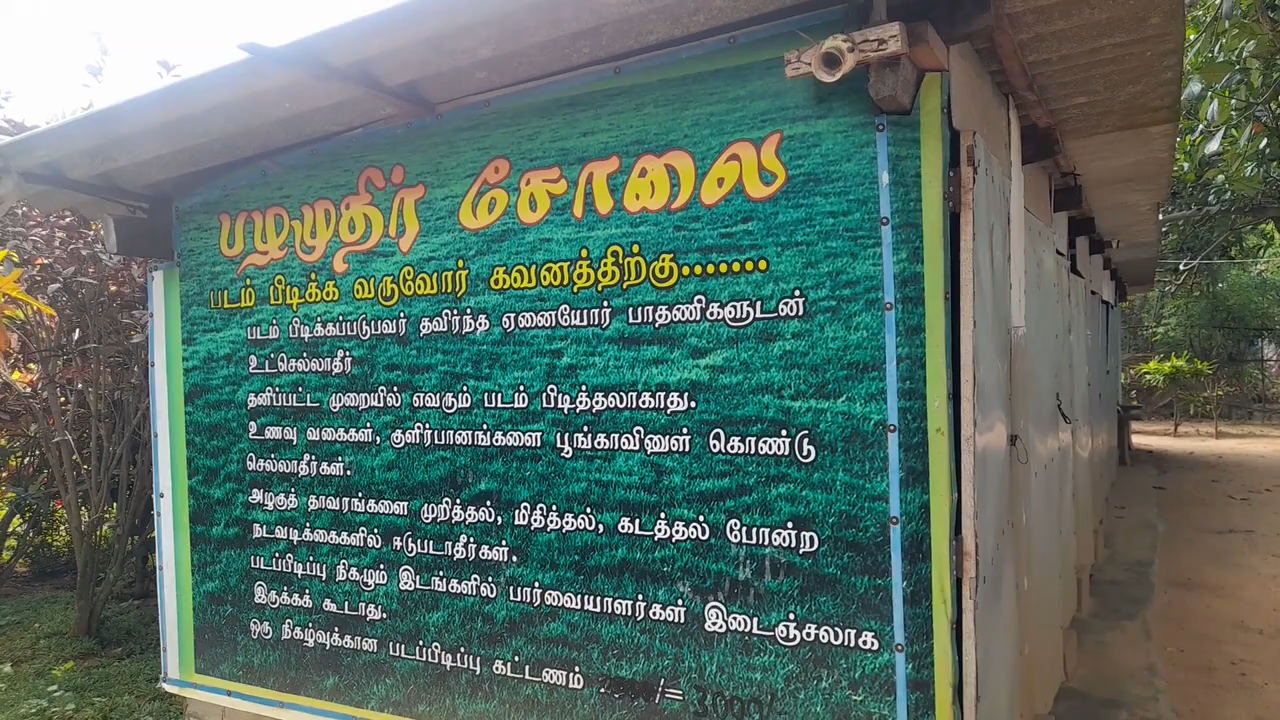 பழமுதிர் சோலை
படம் பிடிக்க வருவோர் கவனத்திற்கு.......
படம் பிடிக்கப்படுபவர் தவிர்ந்த ஏனையோர் பாதணிகளுடன்
உட்செல்லாதீர்
தனிப்பட்ட முறையில் எவரும் படம் பிடித்தலாகாது.
உணவு வகைகள், குளிர்பானங்களை பூங்காவினுள் கொண்டு
செல்லாதீர்கள்.
அழகுத் தாவரங்களை முறித்தல், மிதித்தல், கடத்தல் போன்ற
நடவடிக்கைகளில் ஈடுபடாதீர்கள்.
படப்பிடிப்பு நிகழும் இடங்களில் பார்வையாளர்கள் இடைஞ்சலாக
இருக்கக் கூடாது.
ஒரு நிகழ்வுக்கான படப்பிடிப்பு கட்டணம் /= 3000/-